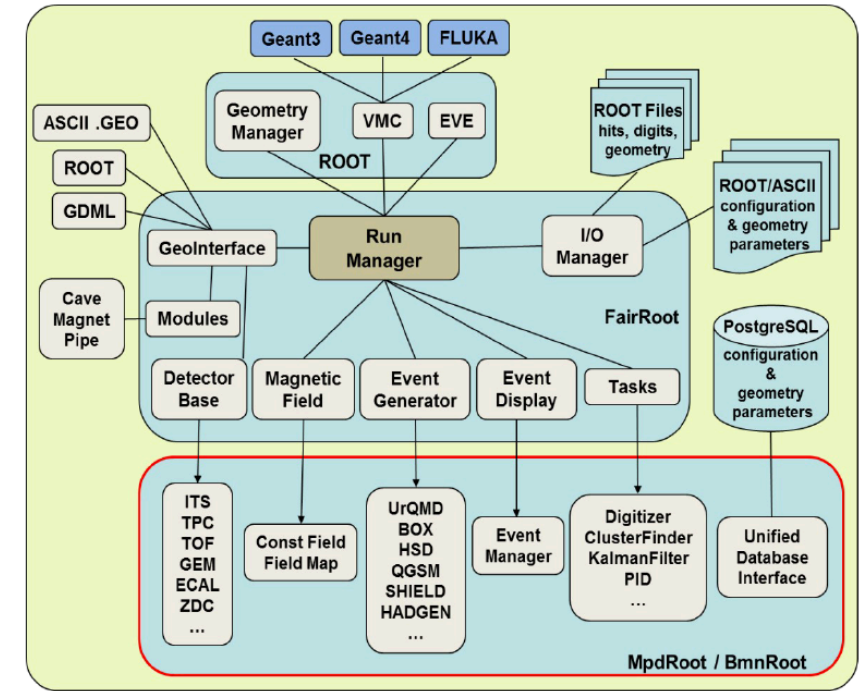 Geant3
Geant4
FLUKA
Geometry
Manager
VMC
EVE
ROOT
ROOT Files
hits, digits,
geometry
ASCII .GEO
ROOT
GDML
ROOT/ASCII
configuration
& geometry
parameters
GeoInterface
Run
Manager
I/O
Manager
Cave
Magnet
Pipe
Modules
FairRoot
PostgreSQL
configuration
&
geometry
parameters
Detector
Base
Magnetic
Field
Event
Generator
Event
Display
Tasks
ITS
TPC
TOF
GEM
ECAL
ZDC
...
Const Field
Field Map
UrQMD
BOX
HSD
QGSM
SHIELD
HADGEN
...
Event
Manager
Digitizer
ClusterFinder
KalmanFilter
PID
...
Unified
Database
Interface
MpdRoot / BmnRoot